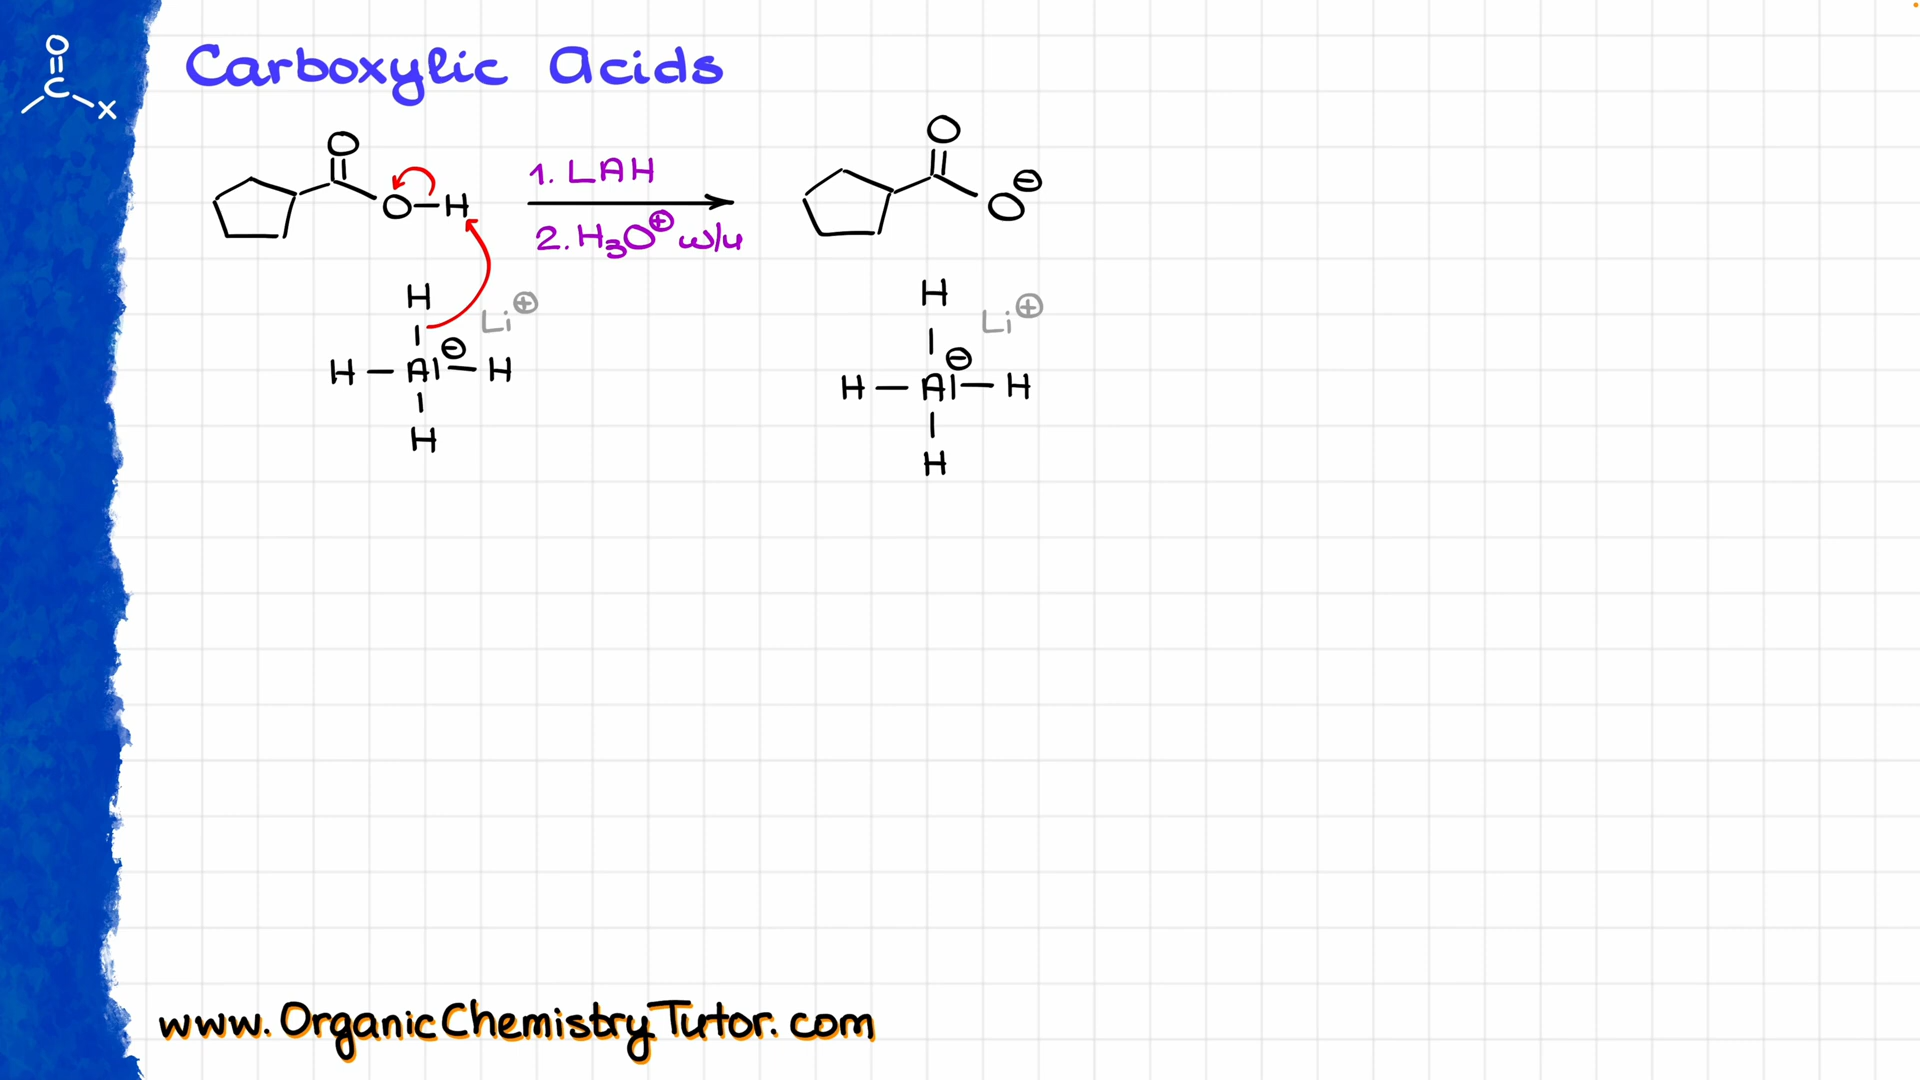 Carboxylic Acids
O
C
X
O
O–H
1. LAH
2. H₃O⊕ w/u
O
O⊖
H
Li⊕
H–Al⊖–H
H
H
Li⊕
H–Al⊖–H
H
www.OrganicChemistryTutor.com